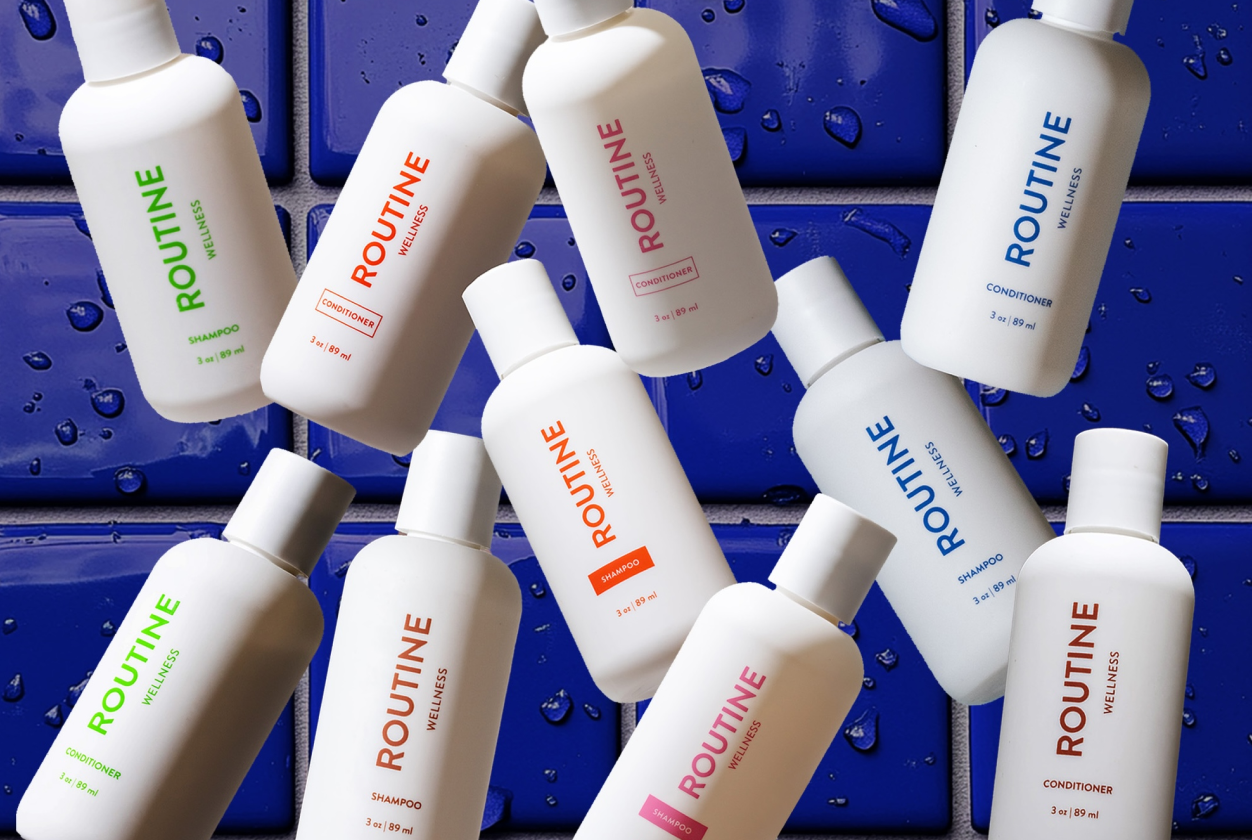 ROUTINE
WELLNESS
SHAMPOO
3 oz | 89 ml
ROUTINE
WELLNESS
CONDITIONER
3 oz | 89 ml
ROUTINE
WELLNESS
CONDITIONER
3 oz | 89 ml
ROUTINE
WELLNESS
CONDITIONER
3 oz | 89 ml
ROUTINE
WELLNESS
SHAMPOO
3 oz | 89 ml
ROUTINE
WELLNESS
SHAMPOO
3 oz | 89 ml
ROUTINE
WELLNESS
CONDITIONER
3 oz | 89 ml
ROUTINE
WELLNESS
SHAMPOO
3 oz | 89 ml
ROUTINE
WELLNESS
SHAMPOO
ROUTINE
WELLNESS
CONDITIONER
3 oz | 89 ml